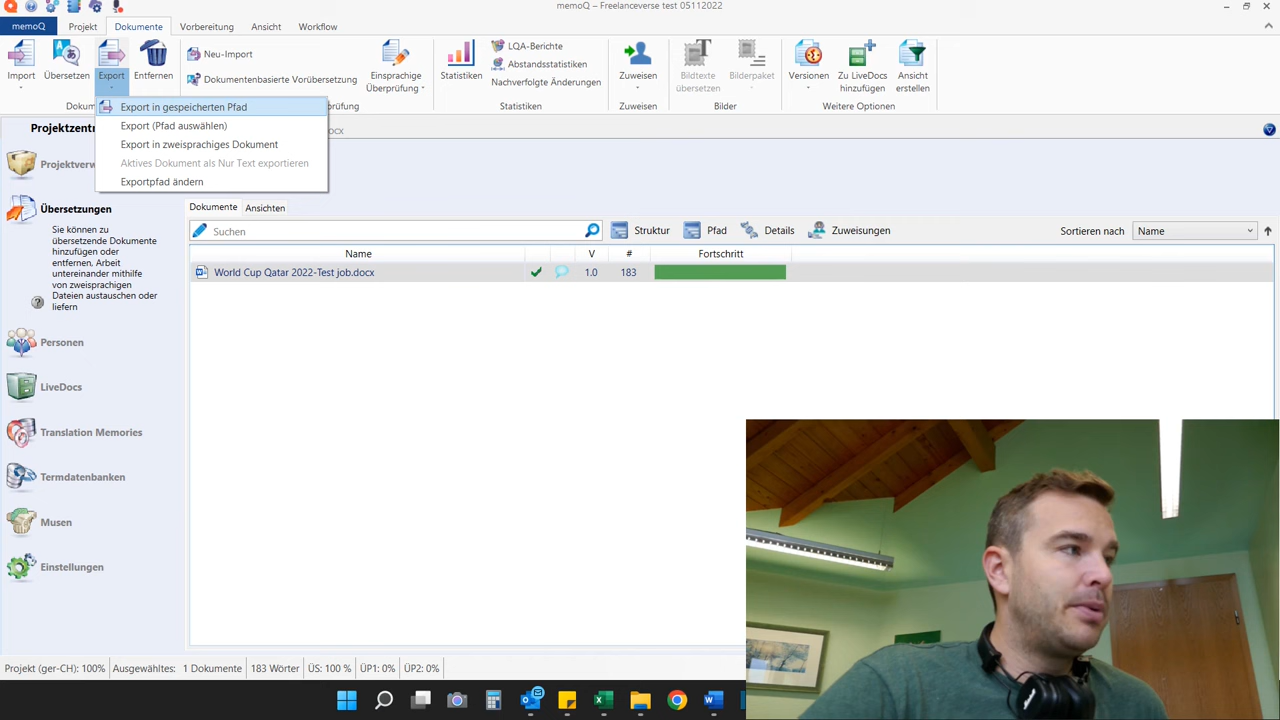 memoQ – Freelanceverse test 05112022
memoQ Projekt Dokumente Vorbereitung Ansicht Workflow
Import Übersetzen Export Entfernen
Neu-Import
Dokumentenbasierte Vorübersetzung
Einsprachige Überprüfung
Statistiken
LQA-Berichte
Abstandsstatistiken
Nachverfolgte Änderungen
Zuweisen
Bildtexte übersetzen
Bilderpaket
Versionen
Zu LiveDocs hinzufügen
Ansicht erstellen
Statistiken Zuweisen Bilder Weitere Optionen
Export in gespeicherten Pfad
Export (Pfad auswählen)
Export in zweisprachiges Dokument
Aktives Dokument als Nur Text exportieren
Exportpfad ändern
Übersetzungen
Sie können zu
übersetzende Dokumente
hinzufügen oder
entfernen, Arbeit
untereinander mithilfe
von zweisprachigen
Dateien austauschen oder
liefern
Personen
LiveDocs
Translation Memories
Termdatenbanken
Musen
Einstellungen
Dokumente Ansichten
Suchen Struktur Pfad Details Zuweisungen Sortieren nach Name
Name V # Fortschritt
World Cup Qatar 2022-Test job.docx 1.0 183
Projekt (ger-CH): 100% Ausgewähltes: 1 Dokumente 183 Wörter ÜS: 100 % ÜP1: 0% ÜP2: 0%